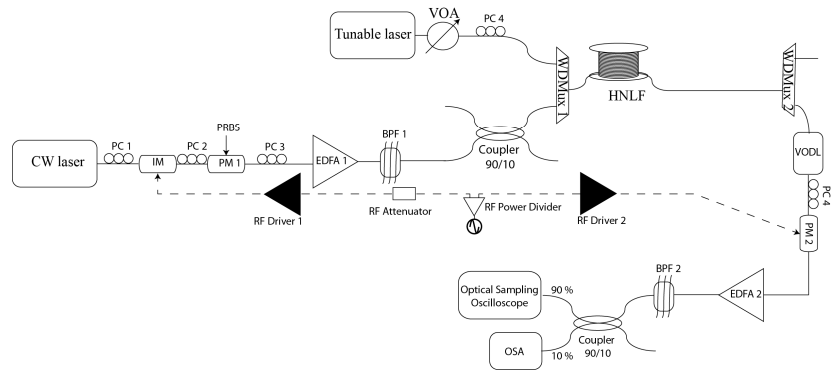 VOA
PC 4
Tunable laser
WDMux 1
HNLF
WDMux 2
PRBS
BPF 1
Coupler
90/10
PC 1
PC 2
PC 3
CW laser
IM
PM 1
EDFA 1
VODL
PC 4
RF Driver 1
RF Attenuator
RF Power Divider
RF Driver 2
PM 2
BPF 2
EDFA 2
Optical Sampling
Oscilloscope
90 %
Coupler
90/10
OSA
10 %